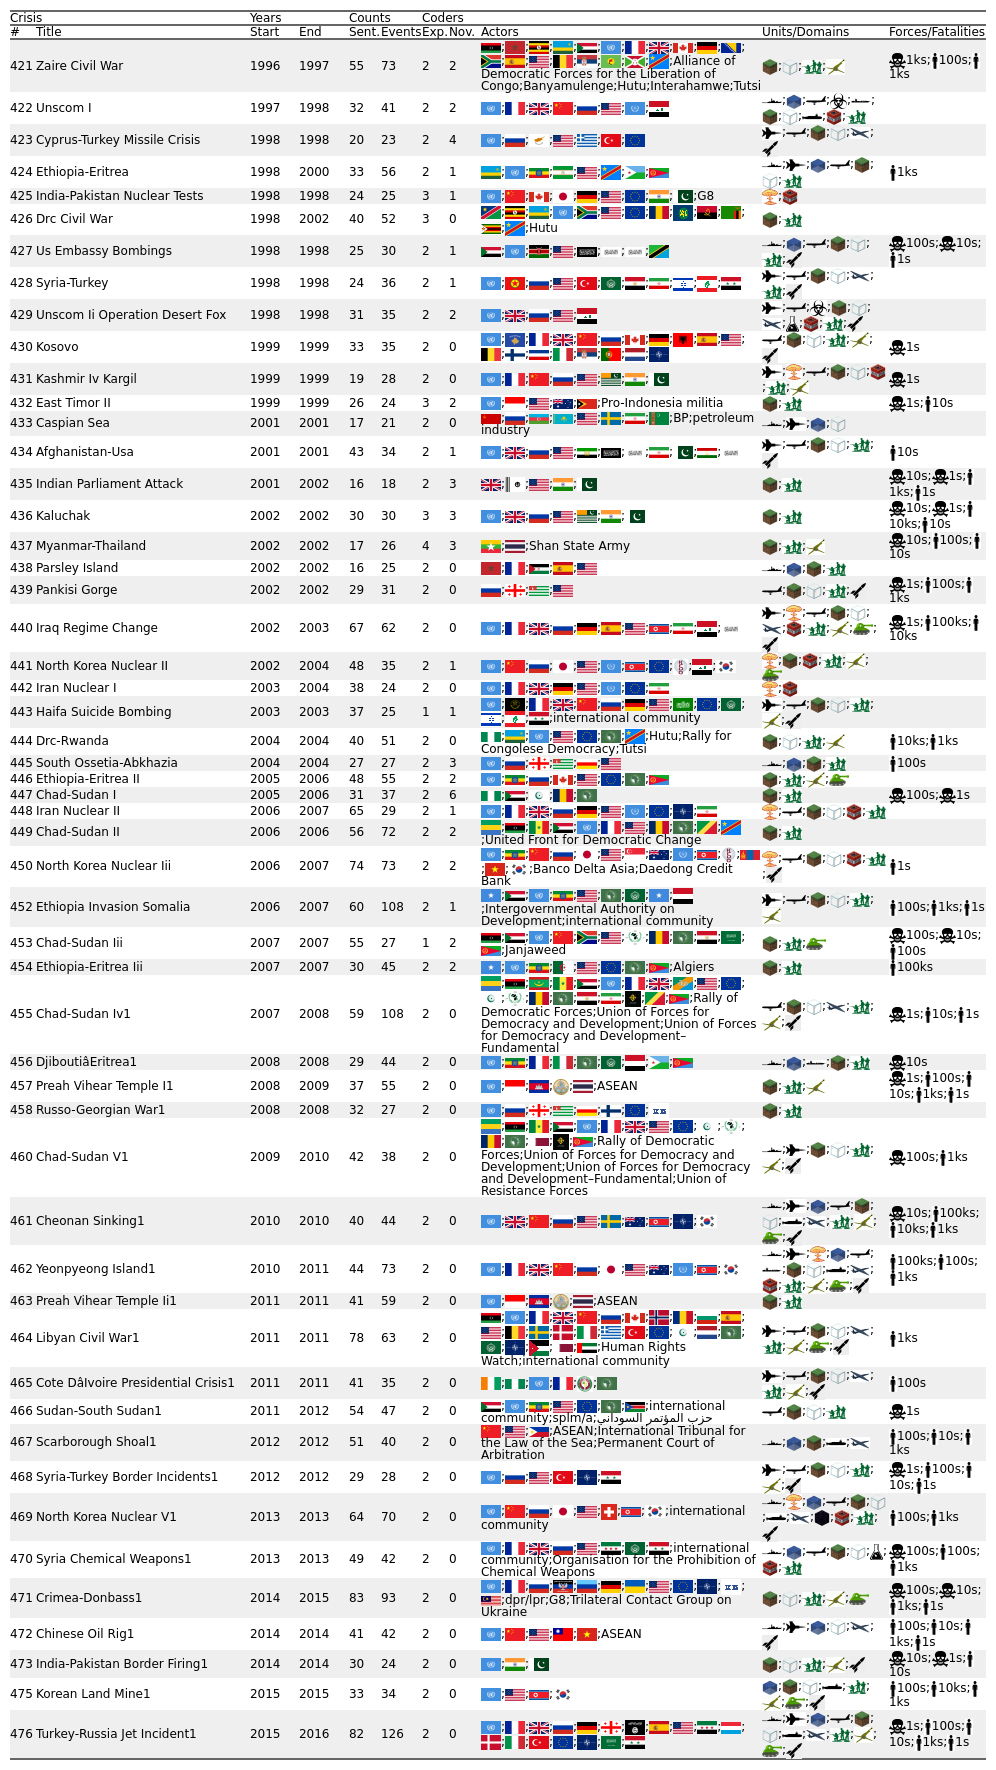 Crisis Years Counts Coders
# Title Start End Sent. Events Exp. Nov. Actors Units/Domains Forces/Fatalities
421 Zaire Civil War 1996 1997 55 73 2 2 ;Alliance of Democratic Forces for the Liberation of Congo;Banyamulenge;Hutu;Interahamwe;Tutsi 1ks; 100s; 1ks
422 Unscom I 1997 1998 32 41 2 2
423 Cyprus-Turkey Missile Crisis 1998 1998 20 23 2 4
424 Ethiopia-Eritrea 1998 2000 33 56 2 1 1ks
425 India-Pakistan Nuclear Tests 1998 1998 24 25 3 1 ;G8
426 Drc Civil War 1998 2002 40 52 3 0 ;Hutu
427 Us Embassy Bombings 1998 1998 25 30 2 1 100s; 10s; 1s
428 Syria-Turkey 1998 1998 24 36 2 1
429 Unscom Ii Operation Desert Fox 1998 1998 31 35 2 2
430 Kosovo 1999 1999 33 35 2 0 1s
431 Kashmir Iv Kargil 1999 1999 19 28 2 0 1s
432 East Timor II 1999 1999 26 24 3 2 ;Pro-Indonesia militia 1s; 10s
433 Caspian Sea 2001 2001 17 21 2 0 ;BP;petroleum industry
434 Afghanistan-Usa 2001 2001 43 34 2 1 10s
435 Indian Parliament Attack 2001 2002 16 18 2 3 10s; 1s; 1ks; 1s
436 Kaluchak 2002 2002 30 30 3 3 10s; 1s; 10ks; 10s
437 Myanmar-Thailand 2002 2002 17 26 4 3 ;Shan State Army 10s; 100s; 10s
438 Parsley Island 2002 2002 16 25 2 0
439 Pankisi Gorge 2002 2002 29 31 2 0 1s; 100s; 1ks
440 Iraq Regime Change 2002 2003 67 62 2 0 1s; 100ks; 10ks
441 North Korea Nuclear II 2002 2004 48 35 2 1
442 Iran Nuclear I 2003 2004 38 24 2 0
443 Haifa Suicide Bombing 2003 2003 37 25 1 1 ;international community
444 Drc-Rwanda 2004 2004 40 51 2 0 ;Hutu;Rally for Congolese Democracy;Tutsi 10ks; 1ks
445 South Ossetia-Abkhazia 2004 2004 27 27 2 3 100s
446 Ethiopia-Eritrea II 2005 2006 48 55 2 2
447 Chad-Sudan I 2005 2006 31 37 2 6 100s; 1s
448 Iran Nuclear II 2006 2007 65 29 2 1
449 Chad-Sudan II 2006 2006 56 72 2 2 ;United Front for Democratic Change
450 North Korea Nuclear Iii 2006 2007 74 73 2 2 ;Banco Delta Asia;Daedong Credit Bank 1s
452 Ethiopia Invasion Somalia 2006 2007 60 108 2 1 ;Intergovernmental Authority on Development;international community 100s; 1ks; 1s
453 Chad-Sudan Iii 2007 2007 55 27 1 2 ;Janjaweed 100s; 10s; 100s
454 Ethiopia-Eritrea Iii 2007 2007 30 45 2 2 ;Algiers 100ks
455 Chad-Sudan Iv1 2007 2008 59 108 2 0 ;Rally of Democratic Forces;Union of Forces for Democracy and Development;Union of Forces for Democracy and Development–Fundamental 1s; 10s; 1s
456 DjiboutiâEritrea1 2008 2008 29 44 2 0 10s
457 Preah Vihear Temple I1 2008 2009 37 55 2 0 ;ASEAN 1s; 100s; 10s; 1ks; 1s
458 Russo-Georgian War1 2008 2008 32 27 2 0
460 Chad-Sudan V1 2009 2010 42 38 2 0 ;Rally of Democratic Forces;Union of Forces for Democracy and Development;Union of Forces for Democracy and Development–Fundamental;Union of Resistance Forces 100s; 1ks
461 Cheonan Sinking1 2010 2010 40 44 2 0 10s; 100ks; 10ks; 1ks
462 Yeonpyeong Island1 2010 2011 44 73 2 0 100ks; 100s; 1ks
463 Preah Vihear Temple Ii1 2011 2011 41 59 2 0 ;ASEAN
464 Libyan Civil War1 2011 2011 78 63 2 0 ;Human Rights Watch;international community 1ks
465 Cote DâIvoire Presidential Crisis1 2011 2011 41 35 2 0 100s
466 Sudan-South Sudan1 2011 2012 54 47 2 0 ;international community;splm/a;حزب المؤتمر السوداني 1s
467 Scarborough Shoal1 2012 2012 51 40 2 0 ;ASEAN;International Tribunal for the Law of the Sea;Permanent Court of Arbitration 100s; 10s; 1ks
468 Syria-Turkey Border Incidents1 2012 2012 29 28 2 0 1s; 100s; 10s; 1s
469 North Korea Nuclear V1 2013 2013 64 70 2 0 ;international community 100s; 1ks
470 Syria Chemical Weapons1 2013 2013 49 42 2 0 ;international community;Organisation for the Prohibition of Chemical Weapons 100s; 100s; 1ks
471 Crimea-Donbass1 2014 2015 83 93 2 0 ;dpr/lpr;G8;Trilateral Contact Group on Ukraine 100s; 10s; 1ks; 1s
472 Chinese Oil Rig1 2014 2014 41 42 2 0 ;ASEAN 100s; 10s; 1ks; 1s
473 India-Pakistan Border Firing1 2014 2014 30 24 2 0 10s; 1s; 10s
475 Korean Land Mine1 2015 2015 33 34 2 0 100s; 10ks; 1ks
476 Turkey-Russia Jet Incident1 2015 2016 82 126 2 0 1s; 100s; 10s; 1ks; 1s